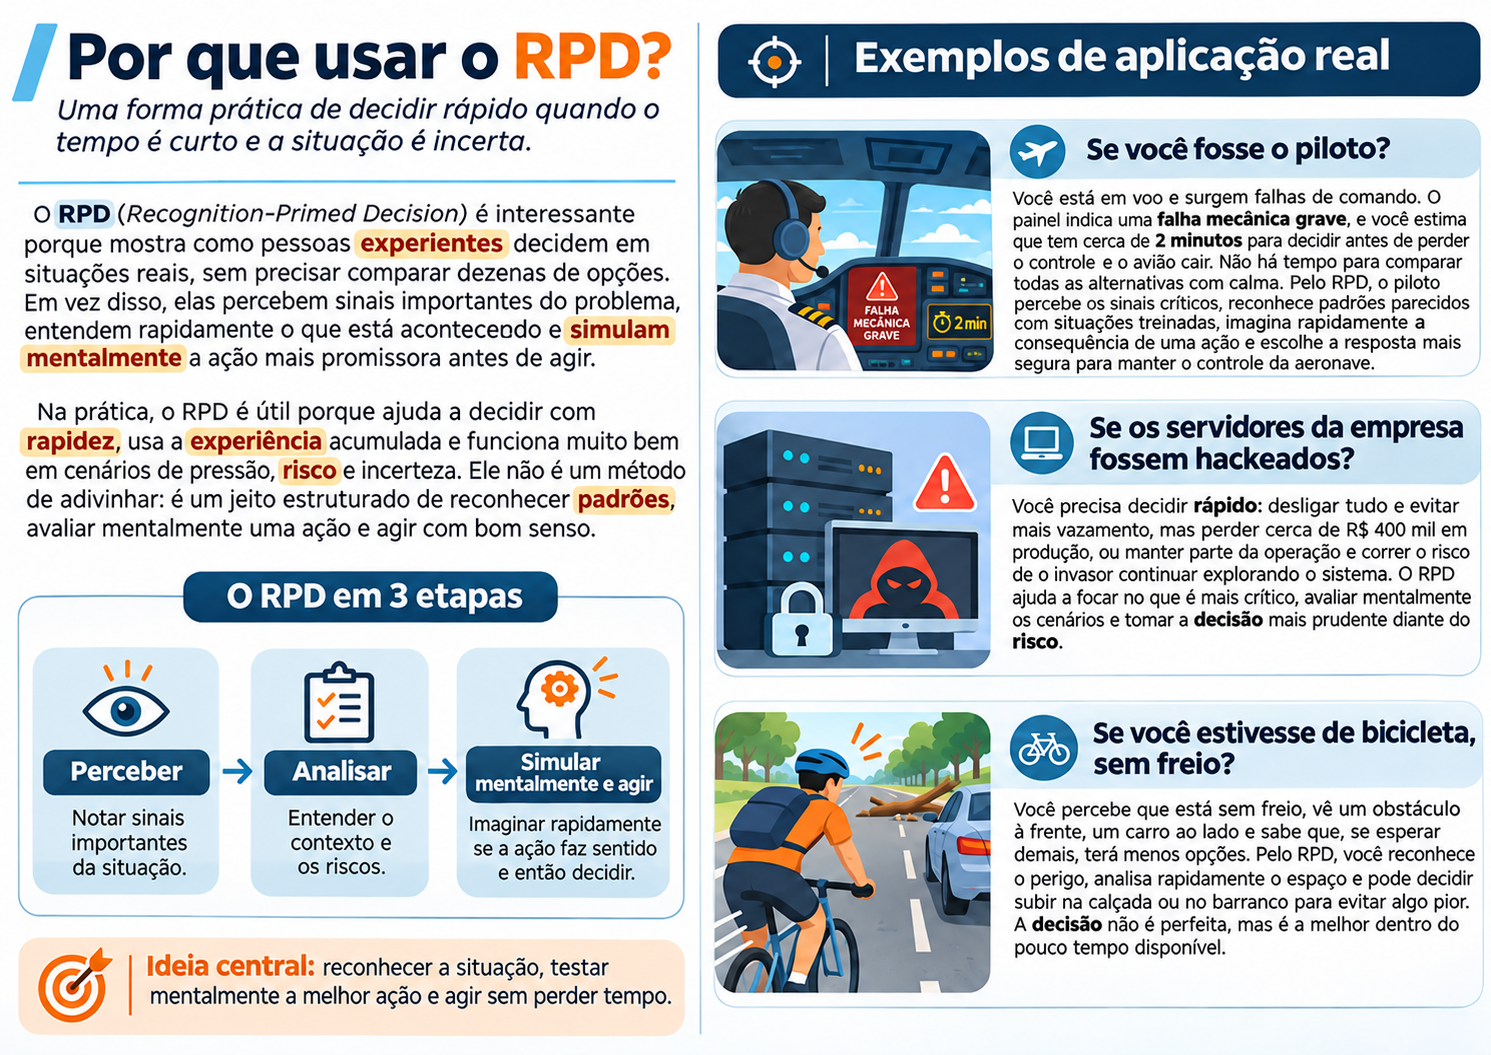 Por que usar o RPD?
Uma forma prática de decidir rápido quando o
tempo é curto e a situação é incerta.
O RPD (Recognition-Primed Decision) é interessante
porque mostra como pessoas experientes decidem em
situações reais, sem precisar comparar dezenas de opções.
Em vez disso, elas percebem sinais importantes do problema,
entendem rapidamente o que está acontecendo e simulam
mentalmente a ação mais promissora antes de agir.
Na prática, o RPD é útil porque ajuda a decidir com
rapidez, usa a experiência acumulada e funciona muito bem
em cenários de pressão, risco e incerteza. Ele não é um método
de adivinhar: é um jeito estruturado de reconhecer padrões,
avaliar mentalmente uma ação e agir com bom senso.
O RPD em 3 etapas
Perceber
Notar sinais
importantes
da situação.
Analisar
Entender o
contexto e
os riscos.
Simular
mentalmente e agir
Imaginar rapidamente
se a ação faz sentido
e então decidir.
Ideia central: reconhecer a situação, testar
mentalmente a melhor ação e agir sem perder tempo.
Exemplos de aplicação real
FALHA
MECÂNICA
GRAVE
2 min
Se você fosse o piloto?
Você está em voo e surgem falhas de comando. O
painel indica uma falha mecânica grave, e você estima
que tem cerca de 2 minutos para decidir antes de perder
o controle e o avião cair. Não há tempo para comparar
todas as alternativas com calma. Pelo RPD, o piloto
percebe os sinais críticos, reconhece padrões parecidos
com situações treinadas, imagina rapidamente a
consequência de uma ação e escolhe a resposta mais
segura para manter o controle da aeronave.
Se os servidores da empresa
fossem hackeados?
Você precisa decidir rápido: desligar tudo e evitar
mais vazamento, mas perder cerca de R$ 400 mil em
produção, ou manter parte da operação e correr o risco
de o invasor continuar explorando o sistema. O RPD
ajuda a focar no que é mais crítico, avaliar mentalmente
os cenários e tomar a decisão mais prudente diante do
risco.
Se você estivesse de bicicleta,
sem freio?
Você percebe que está sem freio, vê um obstáculo
à frente, um carro ao lado e sabe que, se esperar
demais, terá menos opções. Pelo RPD, você reconhece
o perigo, analisa rapidamente o espaço e pode decidir
subir na calçada ou no barranco para evitar algo pior.
A decisão não é perfeita, mas é a melhor dentro do
pouco tempo disponível.